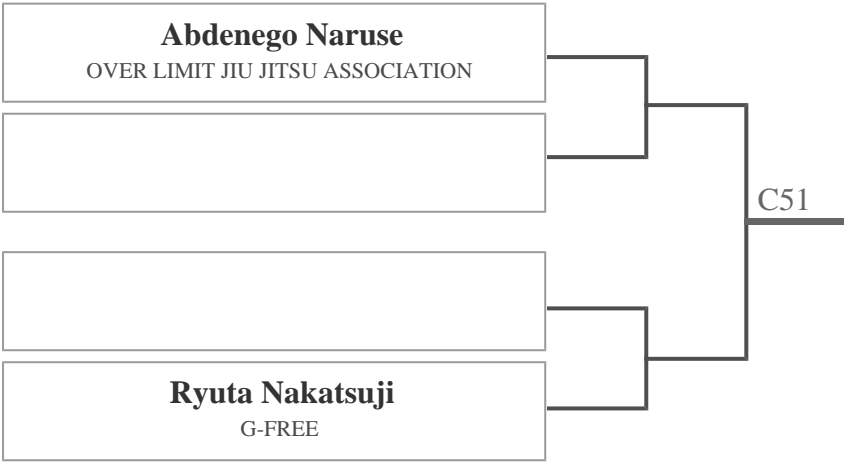 Abdenego Naruse
OVER LIMIT JIU JITSU ASSOCIATION
C51
Ryuta Nakatsuji
G-FREE